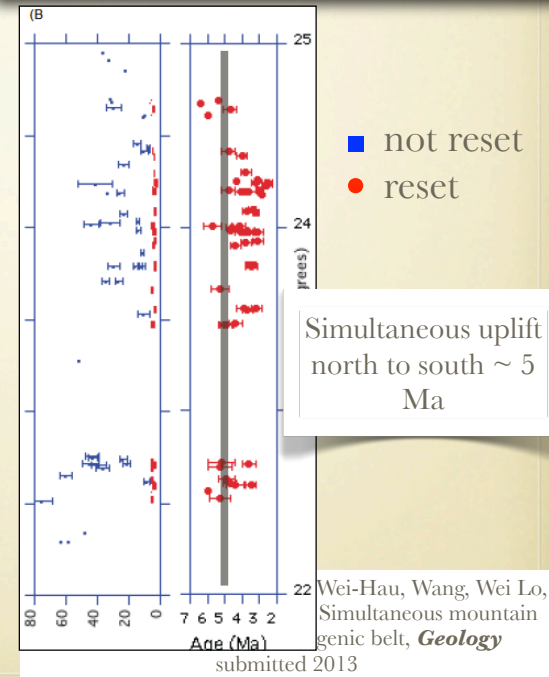 (B
25
24
22
grees)
80
60
40
20
0
7 6 5 4 3 2
Age (Ma)
not reset
reset
Simultaneous uplift
north to south ~ 5
Ma
Wei-Hau, Wang, Wei Lo,
Simultaneous mountain
genic belt, Geology
submitted 2013